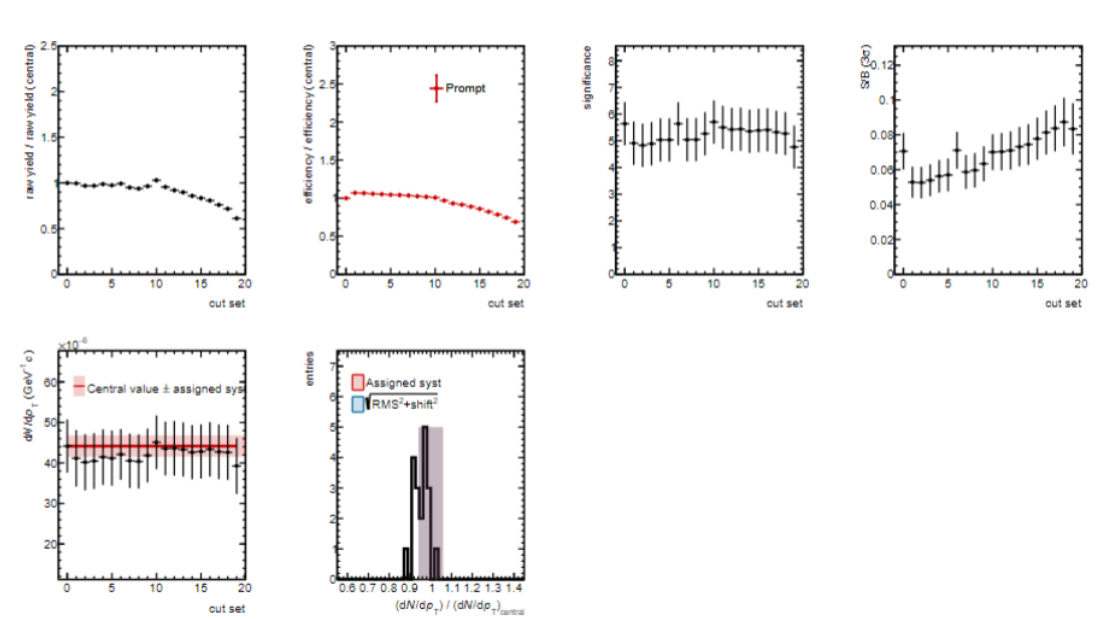 raw yield / raw yield (central)
2.5
2
1.5
1
0.5
0
0 5 10 15 20
cut set
efficiency / efficiency (central)
3
2.5
2
1.5
1
0.5
0
Prompt
0 5 10 15 20
cut set
significance
8
7
6
5
4
3
2
1
0
0 5 10 15 20
cut set
S/B (3σ)
0.12
0.1
0.08
0.06
0.04
0.02
0
0 5 10 15 20
cut set
dN/dp_T (GeV⁻¹ c)
×10⁻⁶
60
50
40
30
20
Central value ± assigned sys
0 5 10 15 20
cut set
entries
7
6
5
4
3
2
1
0
Assigned syst
√RMS²+shift²
0.6 0.7 0.8 0.9 1 1.1 1.2 1.3 1.4
(dN/dp_T) / (dN/dp_T)central